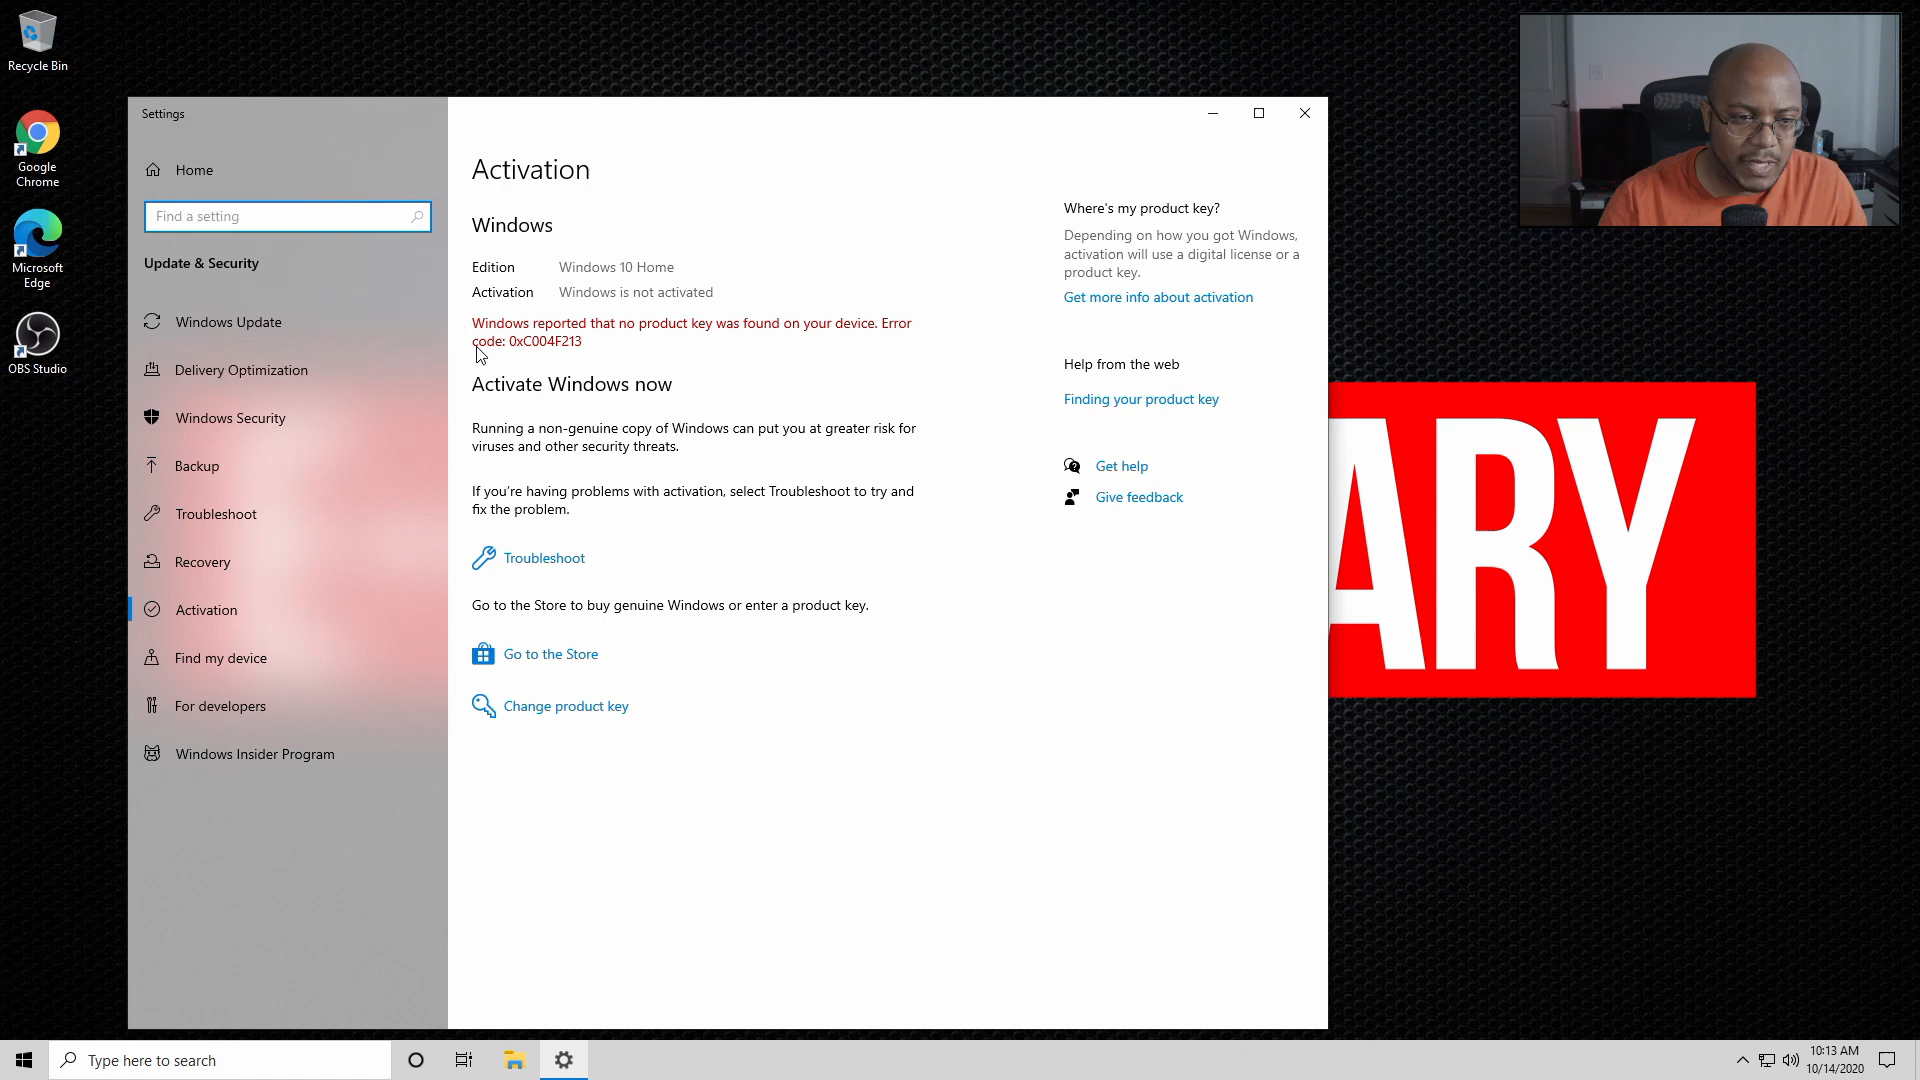 Recycle Bin
Google
Chrome
Microsoft
Edge
OBS Studio
Settings
Home
Find a setting
Update & Security
Windows Update
Delivery Optimization
Windows Security
Backup
Troubleshoot
Recovery
Activation
Find my device
For developers
Windows Insider Program
Activation
Windows
Edition Windows 10 Home
Activation Windows is not activated
Windows reported that no product key was found on your device. Error
code: 0xC004F213
Activate Windows now
Running a non-genuine copy of Windows can put you at greater risk for
viruses and other security threats.
If you're having problems with activation, select Troubleshoot to try and
fix the problem.
Troubleshoot
Go to the Store to buy genuine Windows or enter a product key.
Go to the Store
Change product key
Where's my product key?
Depending on how you got Windows,
activation will use a digital license or a
product key.
Get more info about activation
Help from the web
Finding your product key
Get help
Give feedback
ARY
Type here to search
10:13 AM
10/14/2020